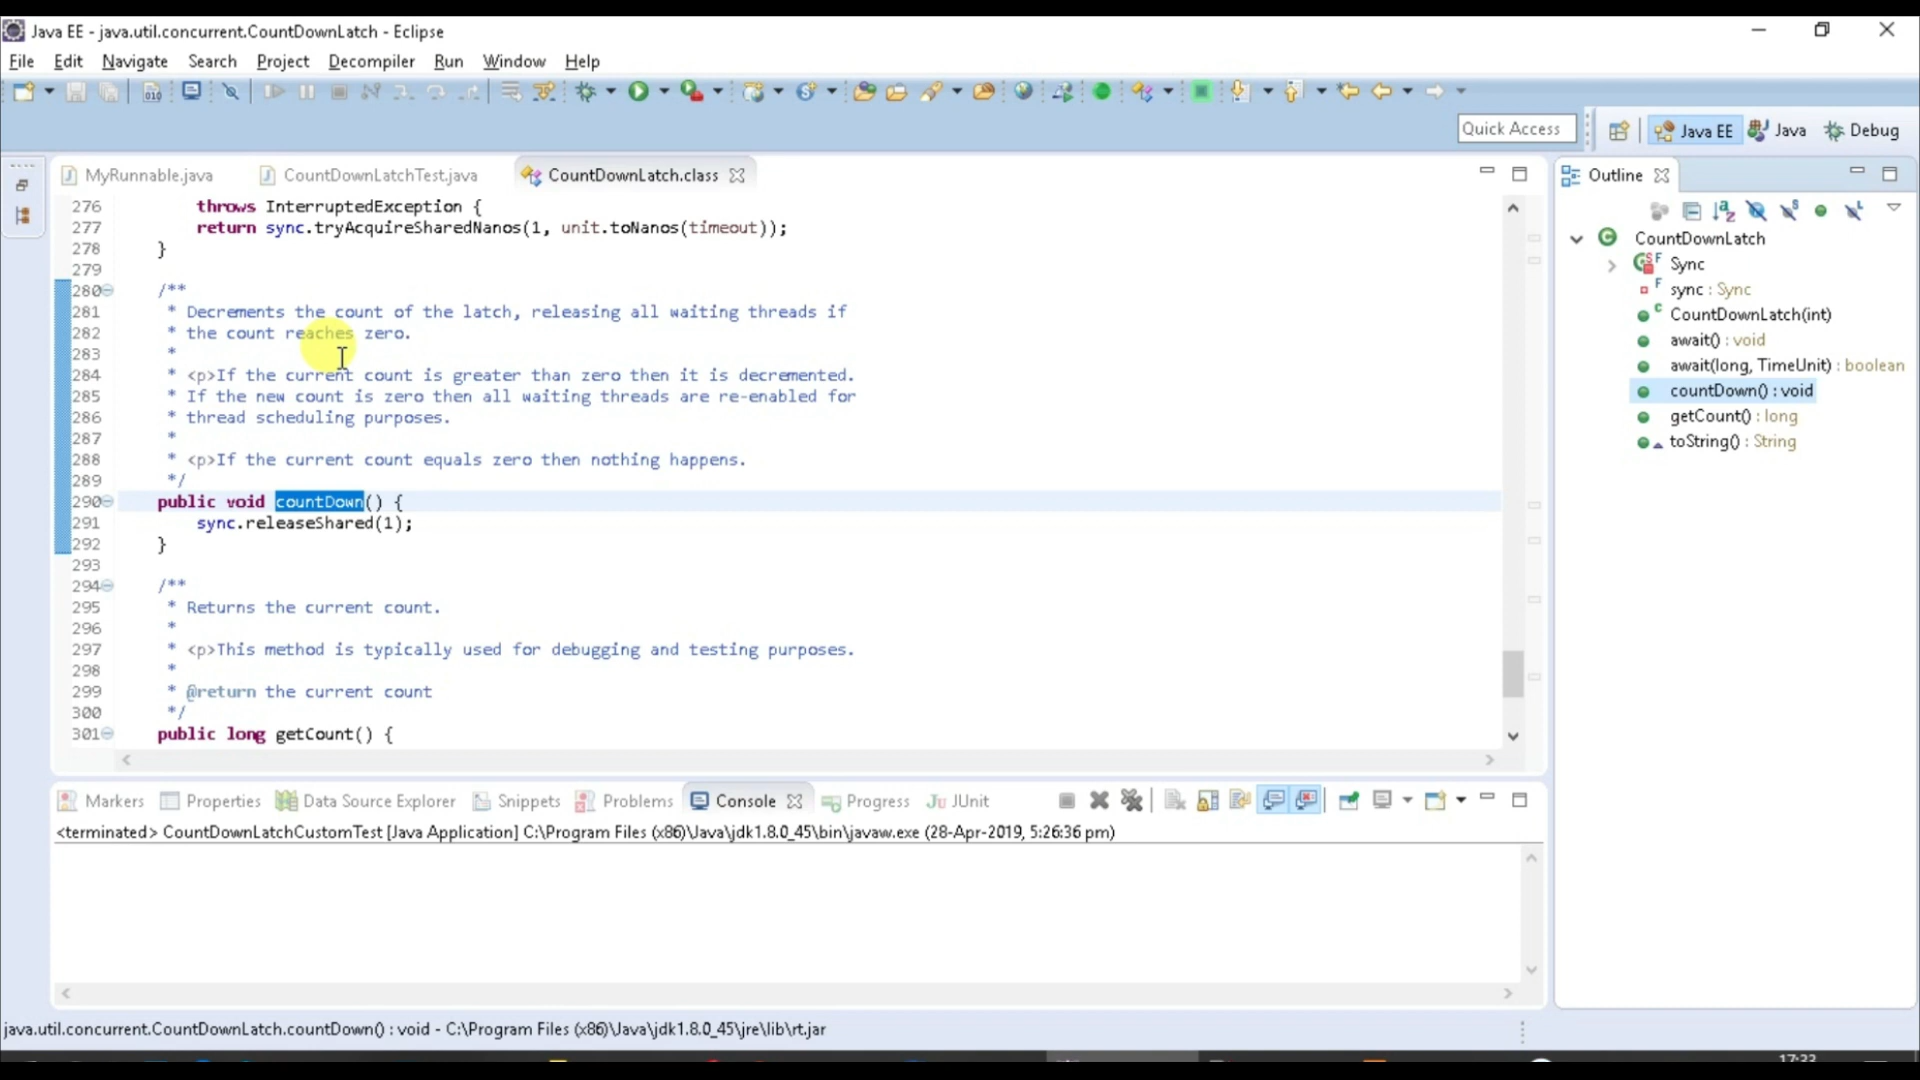 Java EE - java.util.concurrent.CountDownLatch - Eclipse
File Edit Navigate Search Project Decompiler Run Window Help
Quick Access
Java EE Java Debug
MyRunnable.java CountDownLatchTest.java CountDownLatch.class
276 throws InterruptedException {
277 return sync.tryAcquireSharedNanos(1, unit.toNanos(timeout));
278 }
279
280 /**
281 * Decrements the count of the latch, releasing all waiting threads if
282 * the count reaches zero.
283 *
284 * <p>If the current count is greater than zero then it is decremented.
285 * If the new count is zero then all waiting threads are re-enabled for
286 * thread scheduling purposes.
287 *
288 * <p>If the current count equals zero then nothing happens.
289 */
290 public void countDown() {
291 sync.releaseShared(1);
292 }
293
294 /**
295 * Returns the current count.
296 *
297 * <p>This method is typically used for debugging and testing purposes.
298 *
299 * @return the current count
300 */
301 public long getCount() {
Outline
CountDownLatch
Sync
sync : Sync
CountDownLatch(int)
await() : void
await(long, TimeUnit) : boolean
countDown() : void
getCount() : long
toString() : String
Markers Properties Data Source Explorer Snippets Problems Console Progress JUnit
<terminated> CountDownLatchCustomTest [Java Application] C:\Program Files (x86)\Java\jdk1.8.0_45\bin\javaw.exe (28-Apr-2019, 5:26:36 pm)
java.util.concurrent.CountDownLatch.countDown() : void - C:\Program Files (x86)\Java\jdk1.8.0_45\jre\lib\rt.jar
17:33